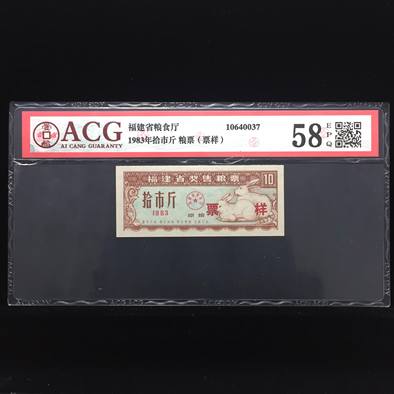 ACG
AI CANG GUARANTY
福建省粮食厅
10640037
1983年拾市斤 粮票（票样）
58
EPQ
福建省奖售粮票
10
拾市斤
1983
票样